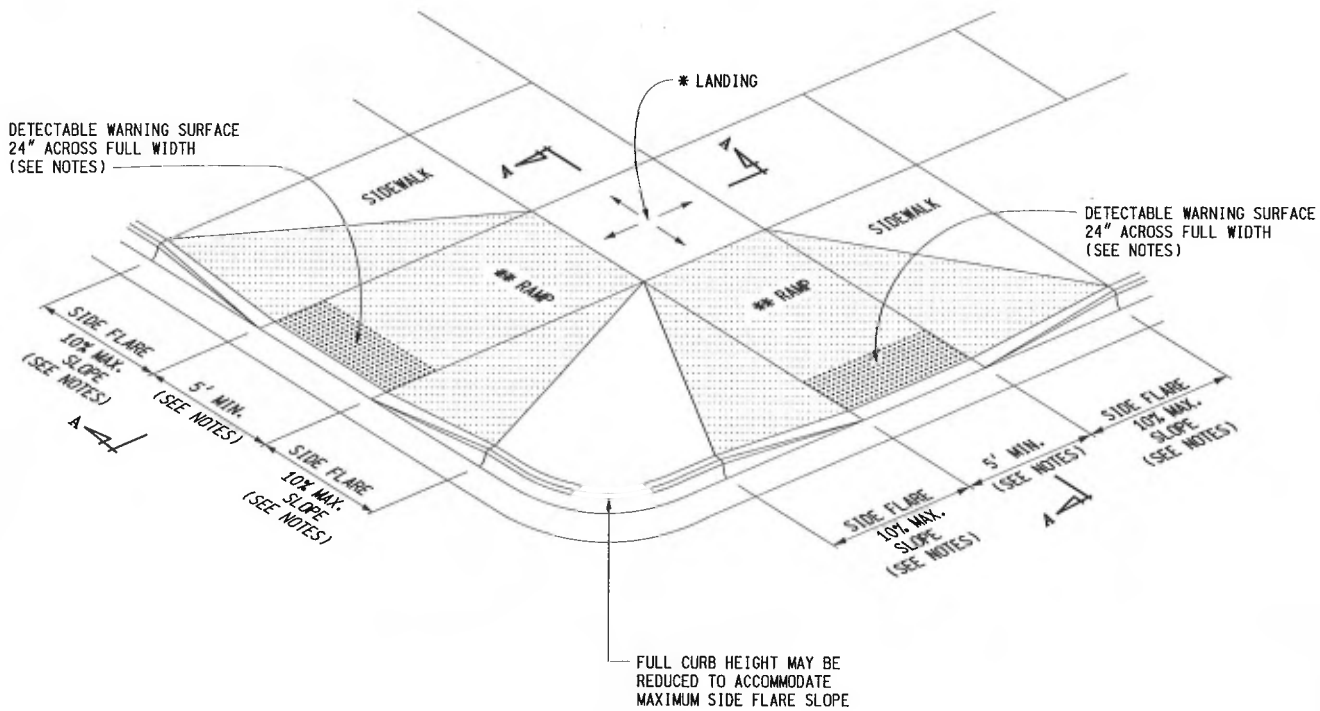 * LANDING
DETECTABLE WARNING SURFACE
24" ACROSS FULL WIDTH
(SEE NOTES)
A
A
SIDEWALK
SIDEWALK
DETECTABLE WARNING SURFACE
24" ACROSS FULL WIDTH
(SEE NOTES)
** RAMP
** RAMP
SIDE FLARE
10% MAX.
SLOPE
(SEE NOTES)
5' MIN.
(SEE NOTES)
A
SIDE FLARE
10% MAX.
SLOPE
(SEE NOTES)
SIDE FLARE
10% MAX.
SLOPE
(SEE NOTES)
5' MIN.
(SEE NOTES)
A
SIDE FLARE
10% MAX.
SLOPE
(SEE NOTES)
FULL CURB HEIGHT MAY BE
REDUCED TO ACCOMMODATE
MAXIMUM SIDE FLARE SLOPE